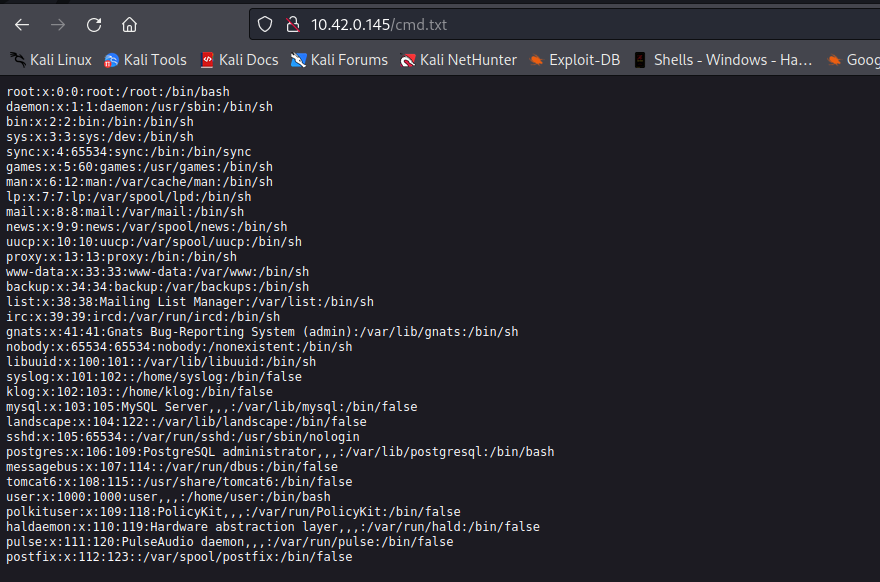 10.42.0.145/cmd.txt
Kali Linux Kali Tools Kali Docs Kali Forums Kali NetHunter Exploit-DB Shells - Windows - Ha… Goog
root:x:0:0:root:/root:/bin/bash
daemon:x:1:1:daemon:/usr/sbin:/bin/sh
bin:x:2:2:bin:/bin:/bin/sh
sys:x:3:3:sys:/dev:/bin/sh
sync:x:4:65534:sync:/bin:/bin/sync
games:x:5:60:games:/usr/games:/bin/sh
man:x:6:12:man:/var/cache/man:/bin/sh
lp:x:7:7:lp:/var/spool/lpd:/bin/sh
mail:x:8:8:mail:/var/mail:/bin/sh
news:x:9:9:news:/var/spool/news:/bin/sh
uucp:x:10:10:uucp:/var/spool/uucp:/bin/sh
proxy:x:13:13:proxy:/bin:/bin/sh
www-data:x:33:33:www-data:/var/www:/bin/sh
backup:x:34:34:backup:/var/backups:/bin/sh
list:x:38:38:Mailing List Manager:/var/list:/bin/sh
irc:x:39:39:ircd:/var/run/ircd:/bin/sh
gnats:x:41:41:Gnats Bug-Reporting System (admin):/var/lib/gnats:/bin/sh
nobody:x:65534:65534:nobody:/nonexistent:/bin/sh
libuuid:x:100:101::/var/lib/libuuid:/bin/sh
syslog:x:101:102::/home/syslog:/bin/false
klog:x:102:103::/home/klog:/bin/false
mysql:x:103:105:MySQL Server,,,:/var/lib/mysql:/bin/false
landscape:x:104:122::/var/lib/landscape:/bin/false
sshd:x:105:65534::/var/run/sshd:/usr/sbin/nologin
postgres:x:106:109:PostgreSQL administrator,,,:/var/lib/postgresql:/bin/bash
messagebus:x:107:114::/var/run/dbus:/bin/false
tomcat6:x:108:115::/usr/share/tomcat6:/bin/false
user:x:1000:1000:user,,,:/home/user:/bin/bash
polkituser:x:109:118:PolicyKit,,,:/var/run/PolicyKit:/bin/false
haldaemon:x:110:119:Hardware abstraction layer,,,:/var/run/hald:/bin/false
pulse:x:111:120:PulseAudio daemon,,,:/var/run/pulse:/bin/false
postfix:x:112:123::/var/spool/postfix:/bin/false